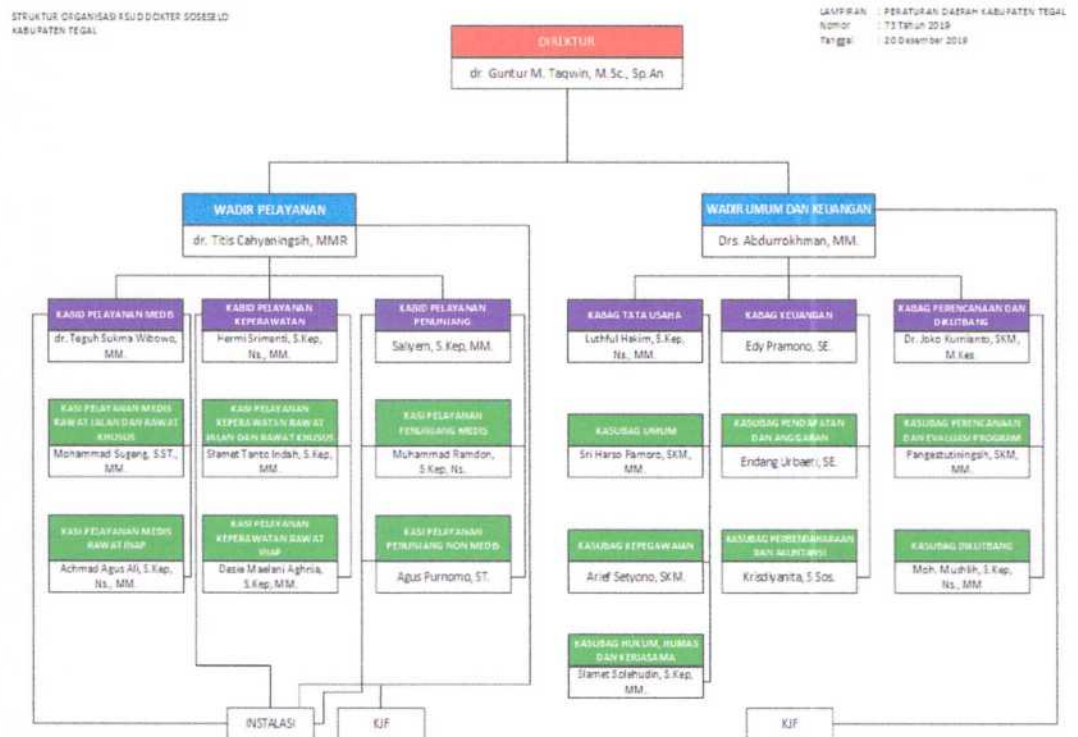 STRUKTUR ORGANISASI RSUD DOKTER SOESELO
KABUPATEN TEGAL
LAMPIRAN : PERATURAN DAERAH KABUPATEN TEGAL
Nomor : 73 Tahun 2019
Tanggal : 20 Desember 2019
DIREKTUR
dr. Guntur M. Taqwin, M.Sc., Sp.An
WADIR PELAYANAN
dr. Titis Cahyaningsih, MMR
WADIR UMUM DAN KEUANGAN
Drs. Abdurrokhman, MM.
KABID PELAYANAN MEDIS
dr. Teguh Sukma Wibowo,
MM.
KABID PELAYANAN
KEPERAWATAN
Hermi Srimanti, S.Kep,
Ns., MM.
KABID PELAYANAN
PENUNJANG
Saliyem, S.Kep, MM.
KABAG TATA USAHA
Luthful Hakim, S.Kep,
Ns., MM.
KABAG KEUANGAN
Edy Pramono, SE.
KABAG PERENCANAAN DAN
DIKLITBANG
Dr. Joko Kurnianto, SKM,
M.Kes
KASI PELAYANAN MEDIS
RAWAT JALAN DAN RAWAT
KHUSUS
Mohammad Sugeng, S.ST.,
MM.
KASI PELAYANAN
KEPERAWATAN RAWAT
JALAN DAN RAWAT KHUSUS
Slamet Tanto Indah, S.Kep,
MM.
KASI PELAYANAN
PENUNJANG MEDIS
Muhammad Ramdon,
S.Kep, Ns.
KASUBAG UMUM
Sri Harso Pamoro, SKM,
MM.
KASUBAG PENDAPATAN
DAN ANGGARAN
Endang Urbaeti, SE.
KASUBAG PERENCANAAN
DAN EVALUASI PROGRAM
Pangestutiningsih, SKM,
MM.
KASI PELAYANAN MEDIS
RAWAT INAP
Achmad Agus Ali, S.Kep,
Ns., MM.
KASI PELAYANAN
KEPERAWATAN RAWAT
INAP
Desie Maelani Aghnia,
S.Kep, MM.
KASI PELAYANAN
PENUNJANG NON MEDIS
Agus Purnomo, ST.
KASUBAG KEPEGAWAIAN
Arief Setyono, SKM.
KASUBAG PERBENDAHARAAN
DAN AKUNTANSI
Krisdiyanita, S.Sos.
KASUBAG DIKLITBANG
Moh. Mushlih, S.Kep,
Ns., MM.
KASUBAG HUKUM, HUMAS
DAN KERJASAMA
Slamet Solehudin, S.Kep,
MM.
INSTALASI
KJF
KJF